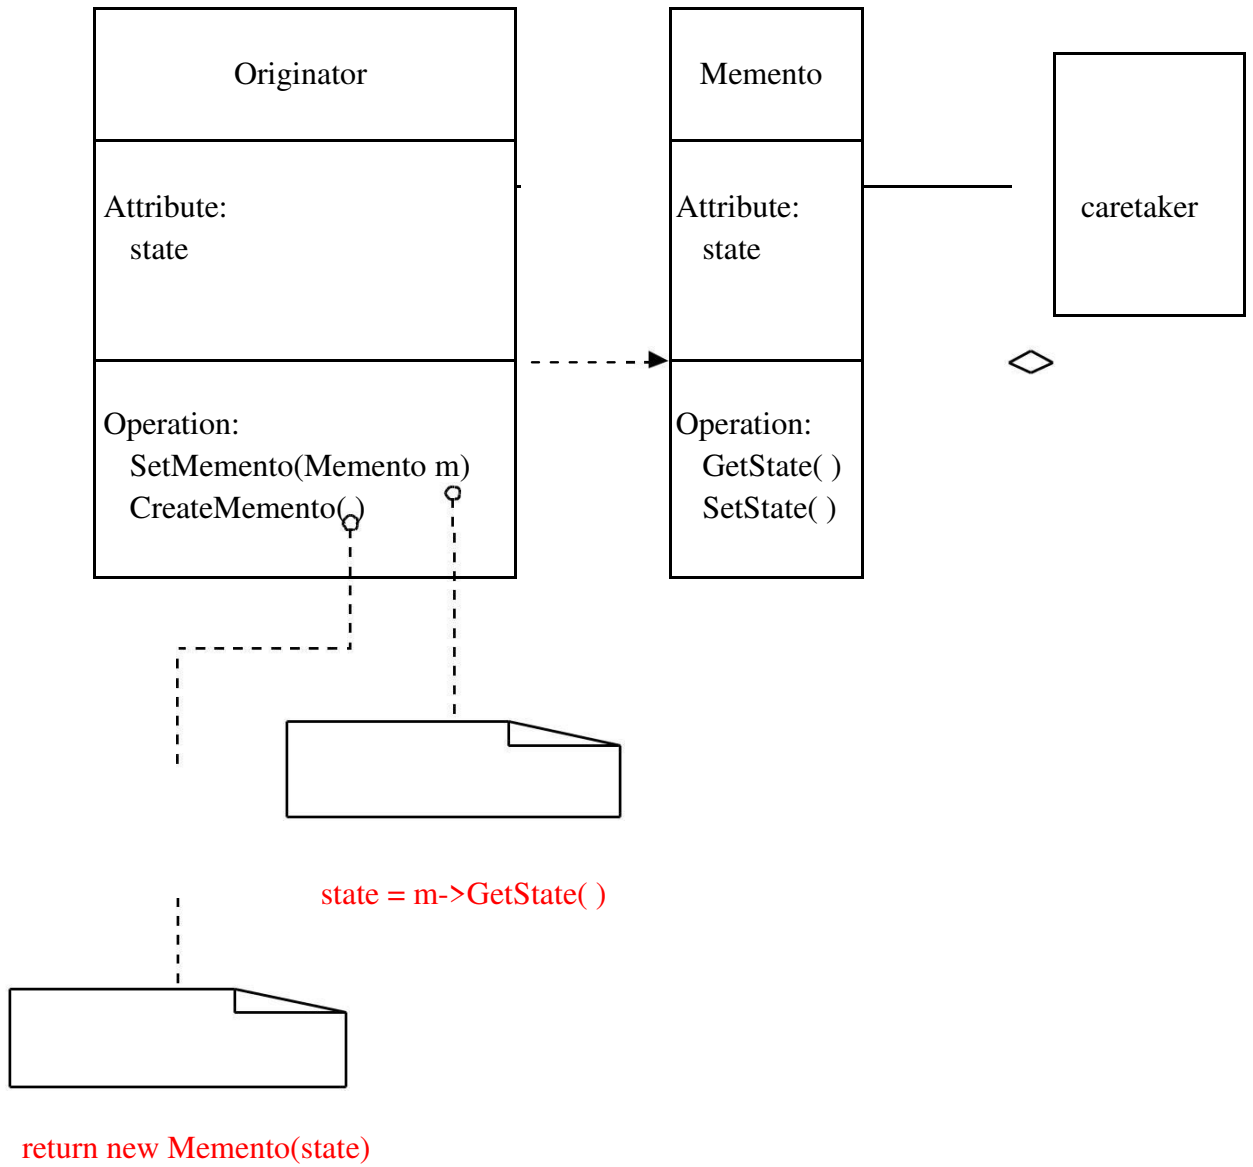 Originator
Attribute:
state
Operation:
SetMemento(Memento m)
CreateMemento( )
Memento
Attribute:
state
Operation:
GetState( )
SetState( )
caretaker
state = m->GetState( )
return new Memento(state)